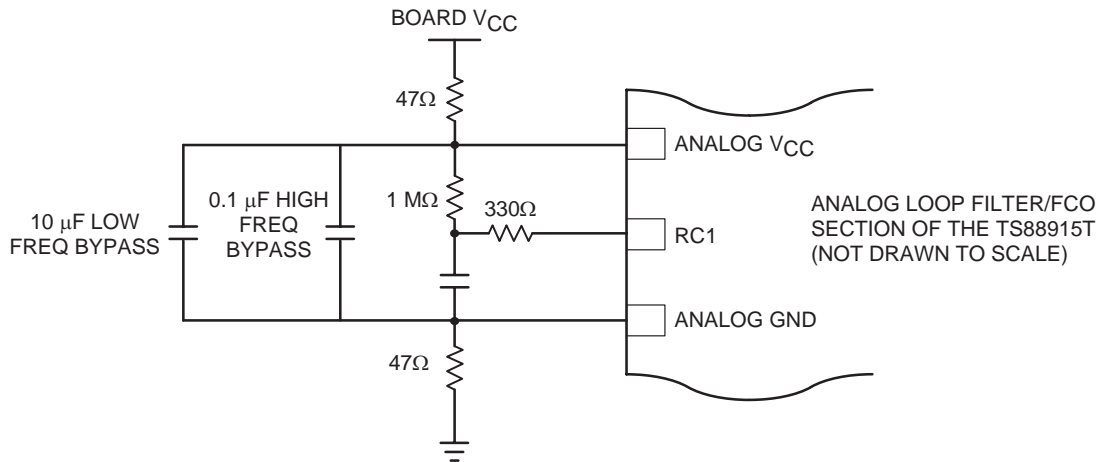 BOARD VCC
47Ω
ANALOG VCC
10 μF LOW
FREQ BYPASS
0.1 μF HIGH
FREQ
BYPASS
1 MΩ
330Ω
RC1
ANALOG LOOP FILTER/FCO
SECTION OF THE TS88915T
(NOT DRAWN TO SCALE)
ANALOG GND
47Ω